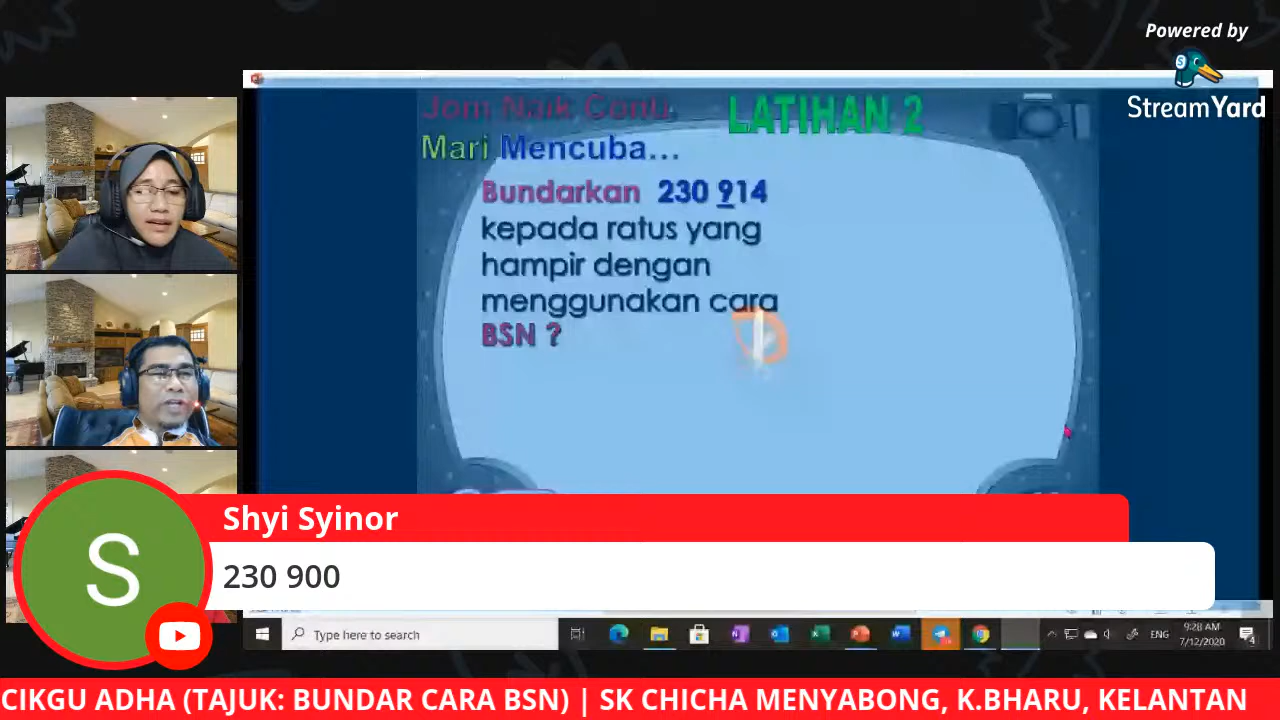 Powered by
StreamYard
Jom Naik Conti
LATIHAN 2
Mari Mencuba...
Bundarkan 230 914
kepada ratus yang
hampir dengan
menggunakan cara
BSN ?
Shyi Syinor
S
230 900
Type here to search
ENG
9:28 AM
7/12/2020
4
CIKGU ADHA (TAJUK: BUNDAR CARA BSN) | SK CHICHA MENYABONG, K.BHARU, KELANTAN